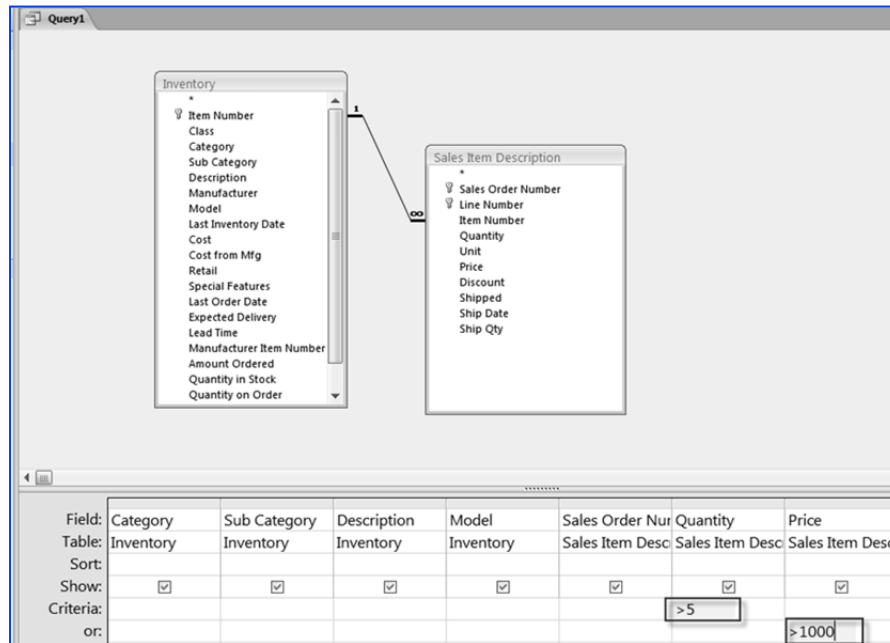 Query1
Inventory
*
Item Number
Class
Category
Sub Category
Description
Manufacturer
Model
Last Inventory Date
Cost
Cost from Mfg
Retail
Special Features
Last Order Date
Expected Delivery
Lead Time
Manufacturer Item Number
Amount Ordered
Quantity in Stock
Quantity on Order
1
∞
Sales Item Description
*
Sales Order Number
Line Number
Item Number
Quantity
Unit
Price
Discount
Shipped
Ship Date
Ship Qty
Field: Category Sub Category Description Model Sales Order Nur Quantity Price
Table: Inventory Inventory Inventory Inventory Sales Item Desc Sales Item Desc Sales Item Desc
Sort:
Show:
Criteria: >5
or: >1000